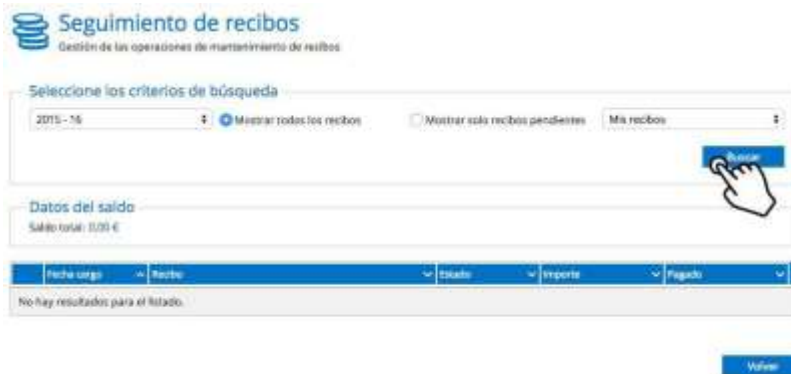 Seguimiento de recibos
Gestión de las operaciones de mantenimiento de recibos
Seleccione los criterios de búsqueda
2015 - 16 Mostrar todos los recibos Mostrar solo recibos pendientes Mis recibos
Buscar
Datos del saldo
Saldo total: 0,00 €
Fecha cargo Recibo Estado Importe Pagado
No hay resultados para el listado.
Volver